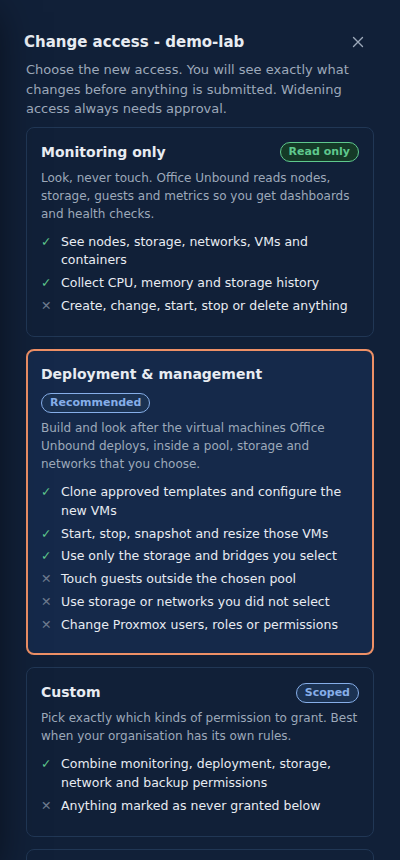 Change access - demo-lab
Choose the new access. You will see exactly what
changes before anything is submitted. Widening
access always needs approval.
Monitoring only
Read only
Look, never touch. Office Unbound reads nodes,
storage, guests and metrics so you get dashboards
and health checks.
✓ See nodes, storage, networks, VMs and
containers
✓ Collect CPU, memory and storage history
✕ Create, change, start, stop or delete anything
Deployment & management
Recommended
Build and look after the virtual machines Office
Unbound deploys, inside a pool, storage and
networks that you choose.
✓ Clone approved templates and configure the
new VMs
✓ Start, stop, snapshot and resize those VMs
✓ Use only the storage and bridges you select
✕ Touch guests outside the chosen pool
✕ Use storage or networks you did not select
✕ Change Proxmox users, roles or permissions
Custom
Scoped
Pick exactly which kinds of permission to grant. Best
when your organisation has its own rules.
✓ Combine monitoring, deployment, storage,
network and backup permissions
✕ Anything marked as never granted below